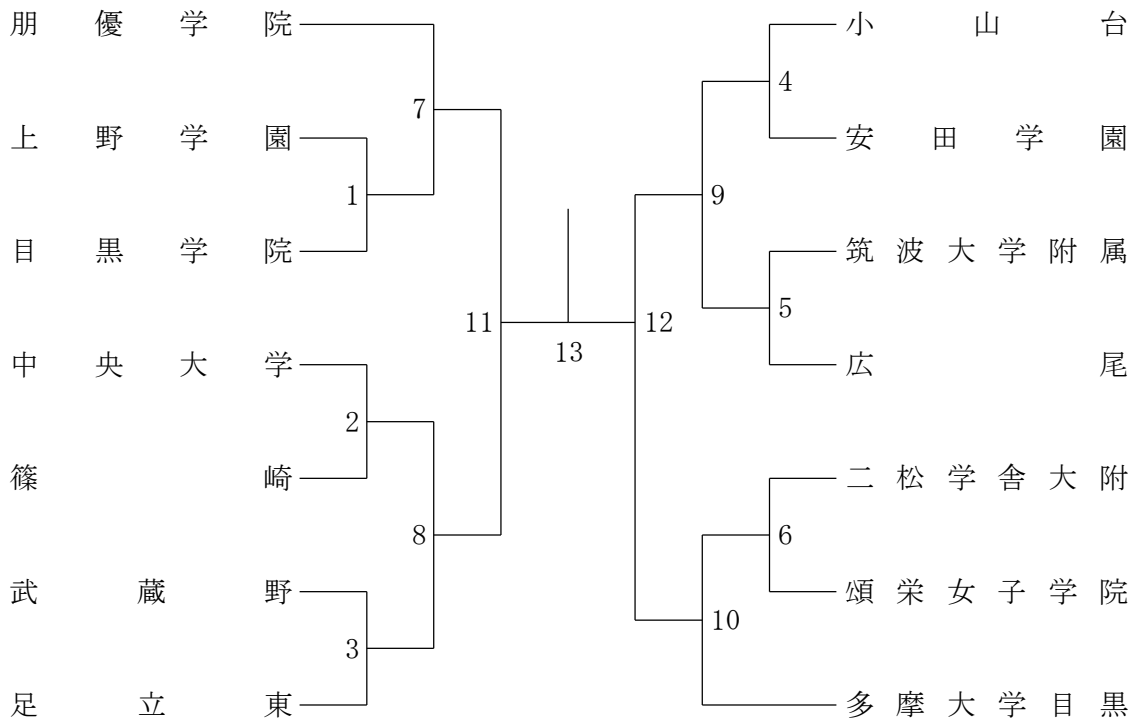 朋優学院
小山台
4
7
上野学園
安田学園
1
9
目黒学院
筑波大学附属
5
11
12
13
中央大学
広尾
2
篠崎
二松学舎大附
8
6
武蔵野
頌栄女子学院
10
3
足立東
多摩大学目黒